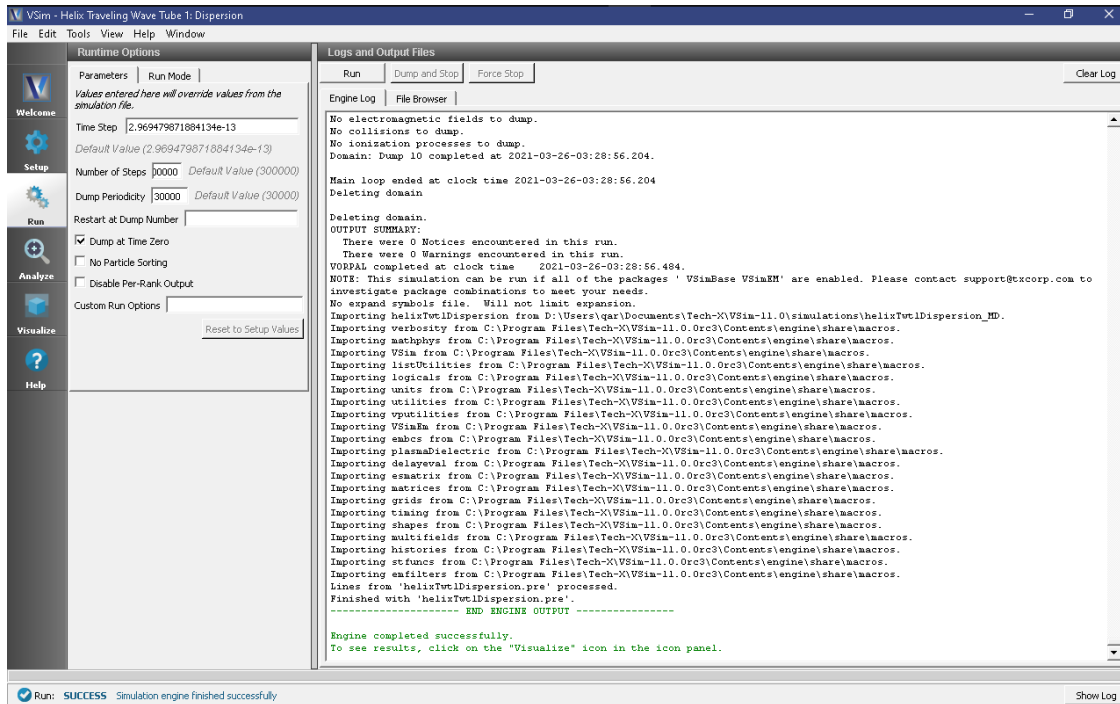 VSim - Helix Traveling Wave Tube 1: Dispersion
File Edit Tools View Help Window
Welcome
Setup
Run
Analyze
Visualize
Help
Runtime Options
Parameters Run Mode
Values entered here will override values from the
simulation file.
Time Step 2.969479871884134e-13
Default Value (2.969479871884134e-13)
Number of Steps 00000 Default Value (300000)
Dump Periodicity 30000 Default Value (30000)
Restart at Dump Number
Dump at Time Zero
No Particle Sorting
Disable Per-Rank Output
Custom Run Options
Reset to Setup Values
Logs and Output Files
Run Dump and Stop Force Stop Clear Log
Engine Log File Browser
No electromagnetic fields to dump.
No collisions to dump.
No ionization processes to dump.
Domain: Dump 10 completed at 2021-03-26-03:28:56.204.
Main loop ended at clock time 2021-03-26-03:28:56.204
Deleting domain
Deleting domain.
OUTPUT SUMMARY:
There were 0 Notices encountered in this run.
There were 0 Warnings encountered in this run.
VORPAL completed at clock time 2021-03-26-03:28:56.484.
NOTE: This simulation can be run if all of the packages ' VSimBase VSimEM' are enabled. Please contact support@txcorp.com to
investigate package combinations to meet your needs.
No expand symbols file. Will not limit expansion.
Importing helixTwt1Dispersion from D:\Users\qar\Documents\Tech-X\VSim-11.0\simulations\helixTwt1Dispersion_MD.
Importing verbosity from C:\Program Files\Tech-X\VSim-11.0.0rc3\Contents\engine\share\macros.
Importing mathphys from C:\Program Files\Tech-X\VSim-11.0.0rc3\Contents\engine\share\macros.
Importing VSim from C:\Program Files\Tech-X\VSim-11.0.0rc3\Contents\engine\share\macros.
Importing listUtilities from C:\Program Files\Tech-X\VSim-11.0.0rc3\Contents\engine\share\macros.
Importing logicals from C:\Program Files\Tech-X\VSim-11.0.0rc3\Contents\engine\share\macros.
Importing units from C:\Program Files\Tech-X\VSim-11.0.0rc3\Contents\engine\share\macros.
Importing utilities from C:\Program Files\Tech-X\VSim-11.0.0rc3\Contents\engine\share\macros.
Importing vputilities from C:\Program Files\Tech-X\VSim-11.0.0rc3\Contents\engine\share\macros.
Importing VSimEm from C:\Program Files\Tech-X\VSim-11.0.0rc3\Contents\engine\share\macros.
Importing embcs from C:\Program Files\Tech-X\VSim-11.0.0rc3\Contents\engine\share\macros.
Importing plasmaDielectric from C:\Program Files\Tech-X\VSim-11.0.0rc3\Contents\engine\share\macros.
Importing delayeval from C:\Program Files\Tech-X\VSim-11.0.0rc3\Contents\engine\share\macros.
Importing esmatrix from C:\Program Files\Tech-X\VSim-11.0.0rc3\Contents\engine\share\macros.
Importing matrices from C:\Program Files\Tech-X\VSim-11.0.0rc3\Contents\engine\share\macros.
Importing grids from C:\Program Files\Tech-X\VSim-11.0.0rc3\Contents\engine\share\macros.
Importing timing from C:\Program Files\Tech-X\VSim-11.0.0rc3\Contents\engine\share\macros.
Importing shapes from C:\Program Files\Tech-X\VSim-11.0.0rc3\Contents\engine\share\macros.
Importing multifields from C:\Program Files\Tech-X\VSim-11.0.0rc3\Contents\engine\share\macros.
Importing histories from C:\Program Files\Tech-X\VSim-11.0.0rc3\Contents\engine\share\macros.
Importing stfuncs from C:\Program Files\Tech-X\VSim-11.0.0rc3\Contents\engine\share\macros.
Importing emfilters from C:\Program Files\Tech-X\VSim-11.0.0rc3\Contents\engine\share\macros.
Lines from 'helixTwt1Dispersion.pre' processed.
Finished with 'helixTwt1Dispersion.pre'.
--------------------- END ENGINE OUTPUT ----------------
Engine completed successfully.
To see results, click on the "Visualize" icon in the icon panel.
Run: SUCCESS Simulation engine finished successfully Show Log